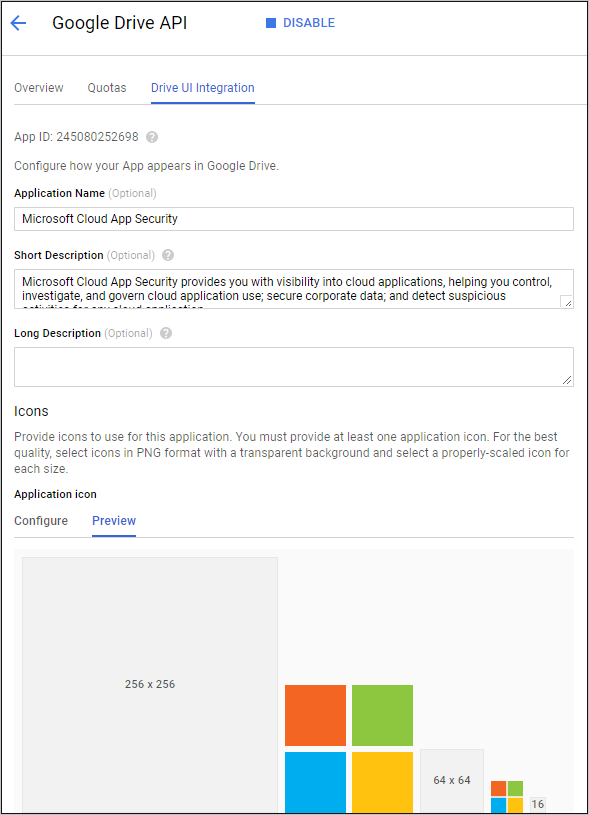 Google Drive API
DISABLE
Overview Quotas Drive UI Integration
App ID: 245080252698 ?
Configure how your App appears in Google Drive.
Application Name (Optional)
Microsoft Cloud App Security
Short Description (Optional) ?
Microsoft Cloud App Security provides you with visibility into cloud applications, helping you control,
investigate, and govern cloud application use; secure corporate data; and detect suspicious
activities for any cloud application
Long Description (Optional) ?
Icons
Provide icons to use for this application. You must provide at least one application icon. For the best
quality, select icons in PNG format with a transparent background and select a properly-scaled icon for
each size.
Application icon
Configure Preview
256 x 256
64 x 64
16